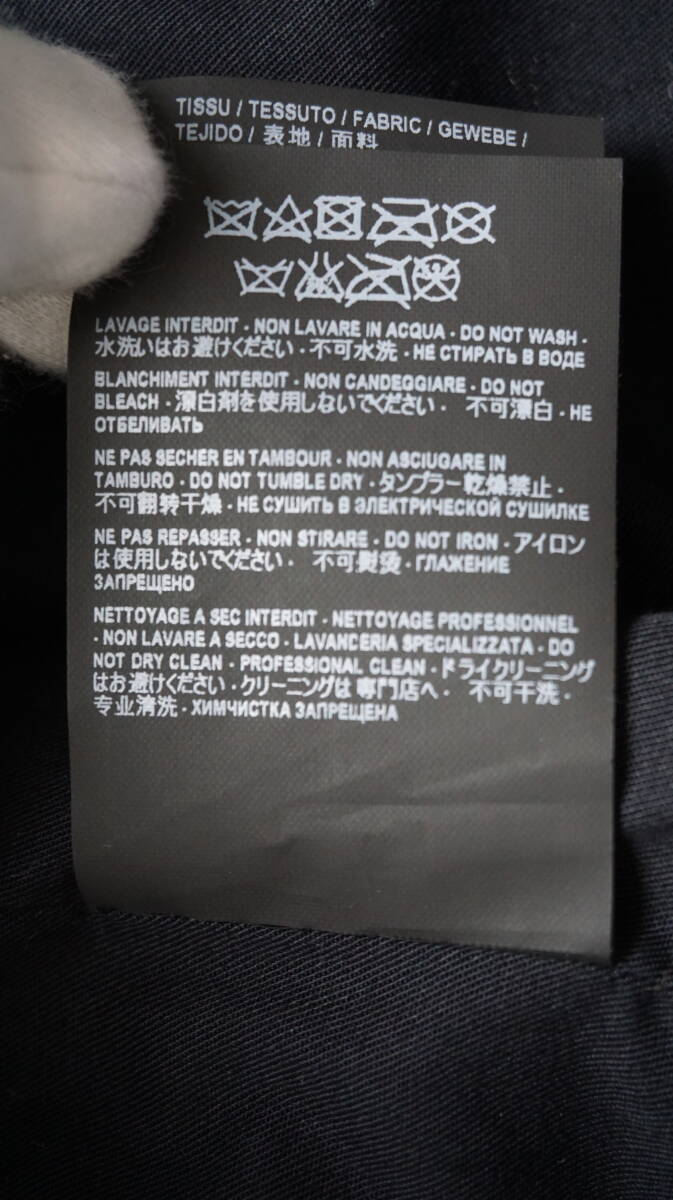 TISSU / TESSUTO / FABRIC / GEWEBE /
TEJIDO / 表地 / 面料
LAVAGE INTERDIT - NON LAVARE IN ACQUA - DO NOT WASH -
水洗いはお避けください - 不可水洗 - НЕ СТИРАТЬ В ВОДЕ
BLANCHIMENT INTERDIT - NON CANDEGGIARE - DO NOT
BLEACH - 漂白剤を使用しないでください - 不可漂白 - НЕ
ОТБЕЛИВАТЬ
NE PAS SECHER EN TAMBOUR - NON ASCIUGARE IN
TAMBURO - DO NOT TUMBLE DRY - タンブラー乾燥禁止 -
不可翻转干燥 - НЕ СУШИТЬ В ЭЛЕКТРИЧЕСКОЙ СУШИЛКЕ
NE PAS REPASSER - NON STIRARE - DO NOT IRON - アイロン
は使用しないでください - 不可熨烫 - ГЛАЖЕНИЕ
ЗАПРЕЩЕНО
NETTOYAGE A SEC INTERDIT - NETTOYAGE PROFESSIONNEL
- NON LAVARE A SECCO - LAVANDERIA SPECIALIZZATA - DO
NOT DRY CLEAN - PROFESSIONAL CLEAN - ドライクリーニング
はお避けください - クリーニングは専門店へ - 不可干洗 -
专业清洗 - ХИМЧИСТКА ЗАПРЕЩЕНА